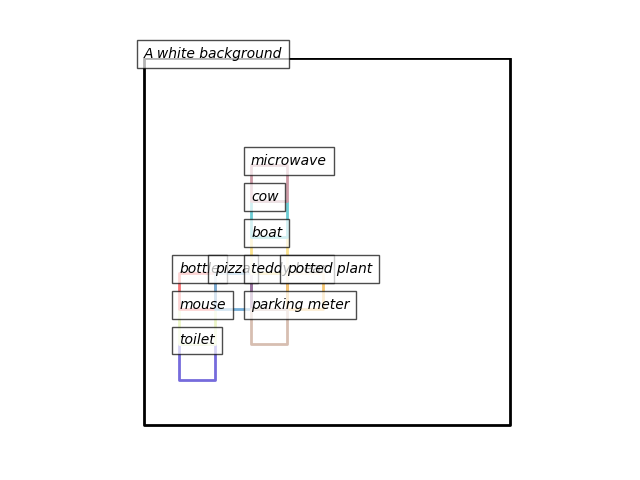 A white background
microwave
cow
boat
bottle pizza teddy bear potted plant
mouse parking meter
toilet